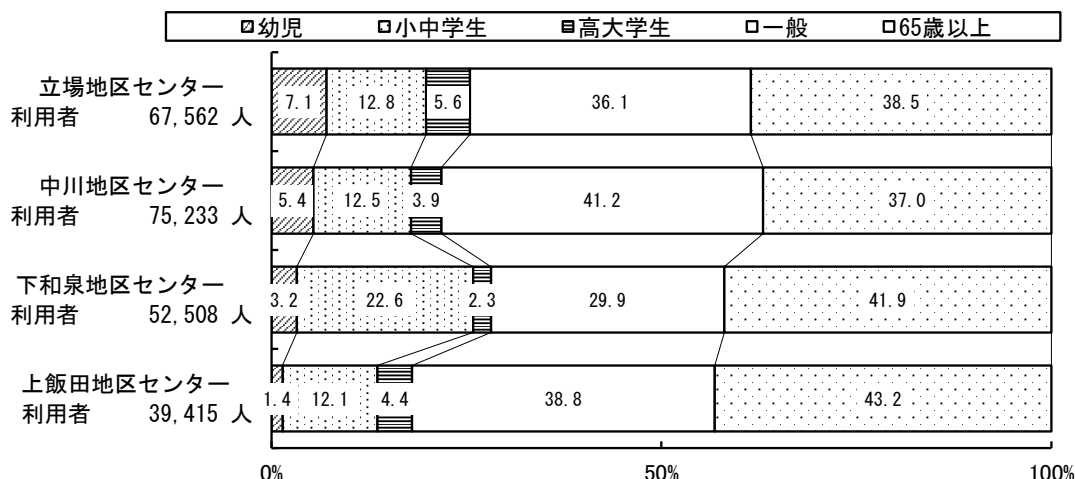 幼児 小中学生 高大学生 一般 65歳以上
立場地区センター
利用者 67,562 人
7.1 12.8 5.6 36.1 38.5
中川地区センター
利用者 75,233 人
5.4 12.5 3.9 41.2 37.0
下和泉地区センター
利用者 52,508 人
3.2 22.6 2.3 29.9 41.9
上飯田地区センター
利用者 39,415 人
1.4 12.1 4.4 38.8 43.2
0% 50% 100%